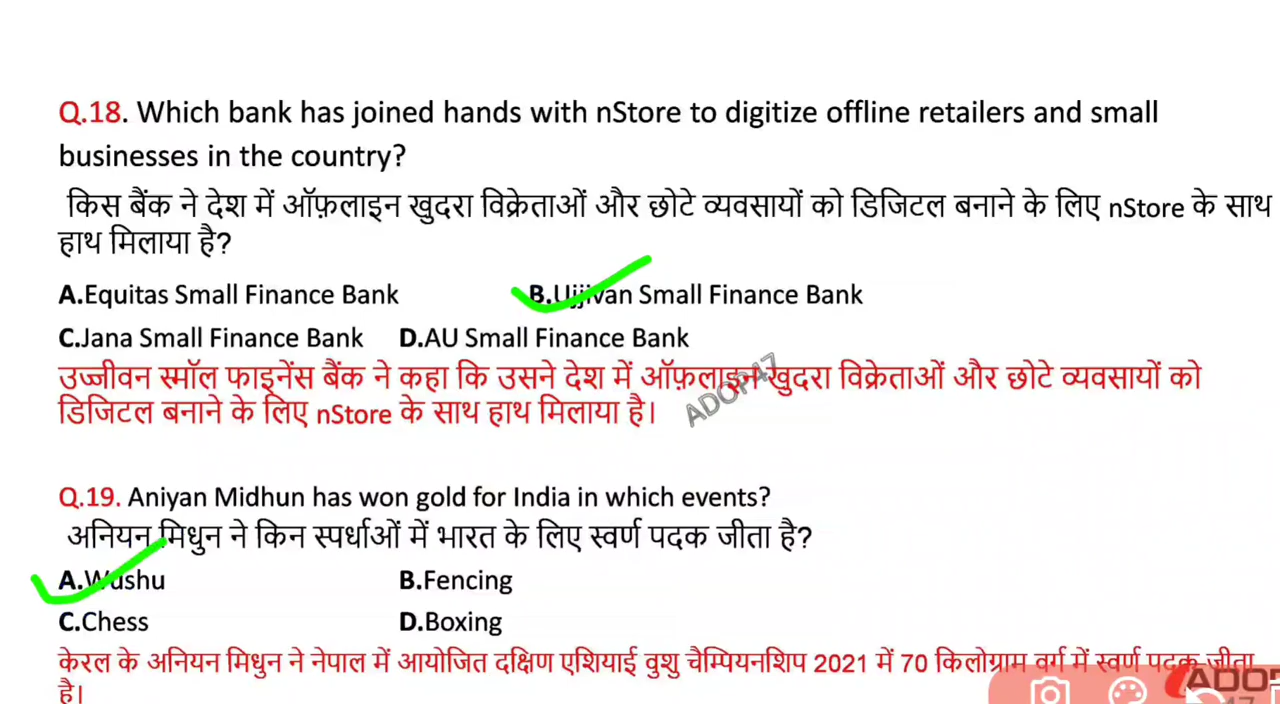 Q.18. Which bank has joined hands with nStore to digitize offline retailers and small
businesses in the country?
किस बैंक ने देश में ऑफ़लाइन खुदरा विक्रेताओं और छोटे व्यवसायों को डिजिटल बनाने के लिए nStore के साथ
हाथ मिलाया है?
A.Equitas Small Finance Bank B.Ujjivan Small Finance Bank
C.Jana Small Finance Bank D.AU Small Finance Bank
उज्जीवन स्मॉल फाइनेंस बैंक ने कहा कि उसने देश में ऑफ़लाइन खुदरा विक्रेताओं और छोटे व्यवसायों को
डिजिटल बनाने के लिए nStore के साथ हाथ मिलाया है।
ADOP47
Q.19. Aniyan Midhun has won gold for India in which events?
अनियन मिधुन ने किन स्पर्धाओं में भारत के लिए स्वर्ण पदक जीता है?
A.Wushu B.Fencing
C.Chess D.Boxing
केरल के अनियन मिधुन ने नेपाल में आयोजित दक्षिण एशियाई वुशु चैम्पियनशिप 2021 में 70 किलोग्राम वर्ग में स्वर्ण पदक जीता
है।